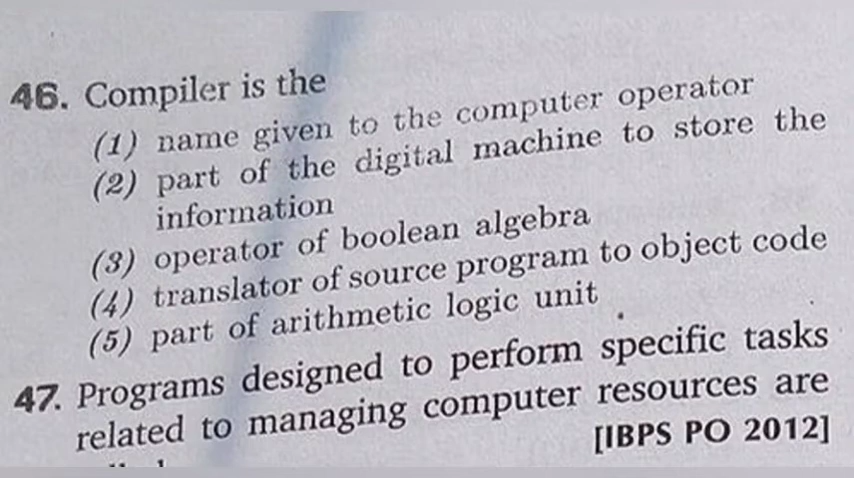 46. Compiler is the
(1) name given to the computer operator
(2) part of the digital machine to store the
information
(3) operator of boolean algebra
(4) translator of source program to object code
(5) part of arithmetic logic unit
47. Programs designed to perform specific tasks
related to managing computer resources are
[IBPS PO 2012]